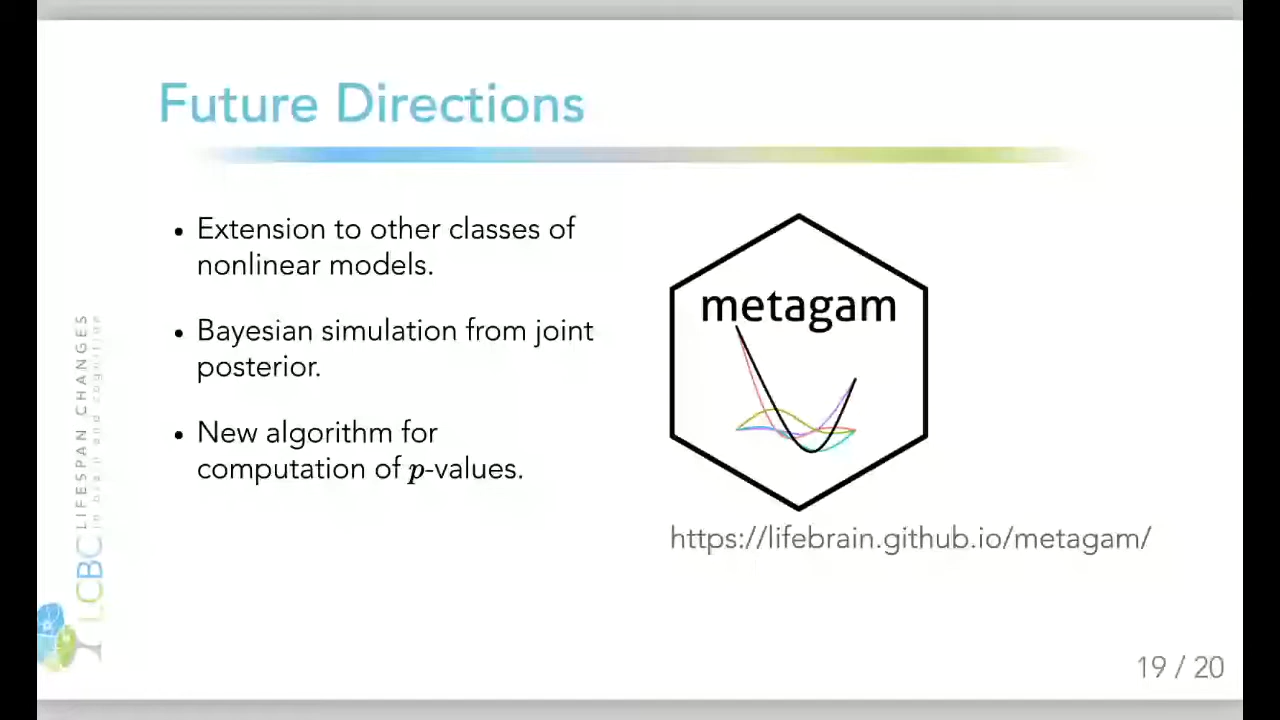 Future Directions
• Extension to other classes of
nonlinear models.
• Bayesian simulation from joint
posterior.
• New algorithm for
computation of p-values.
metagam
https://lifebrain.github.io/metagam/
LCBC LIFESPAN CHANGES
in brain and cognition
19 / 20